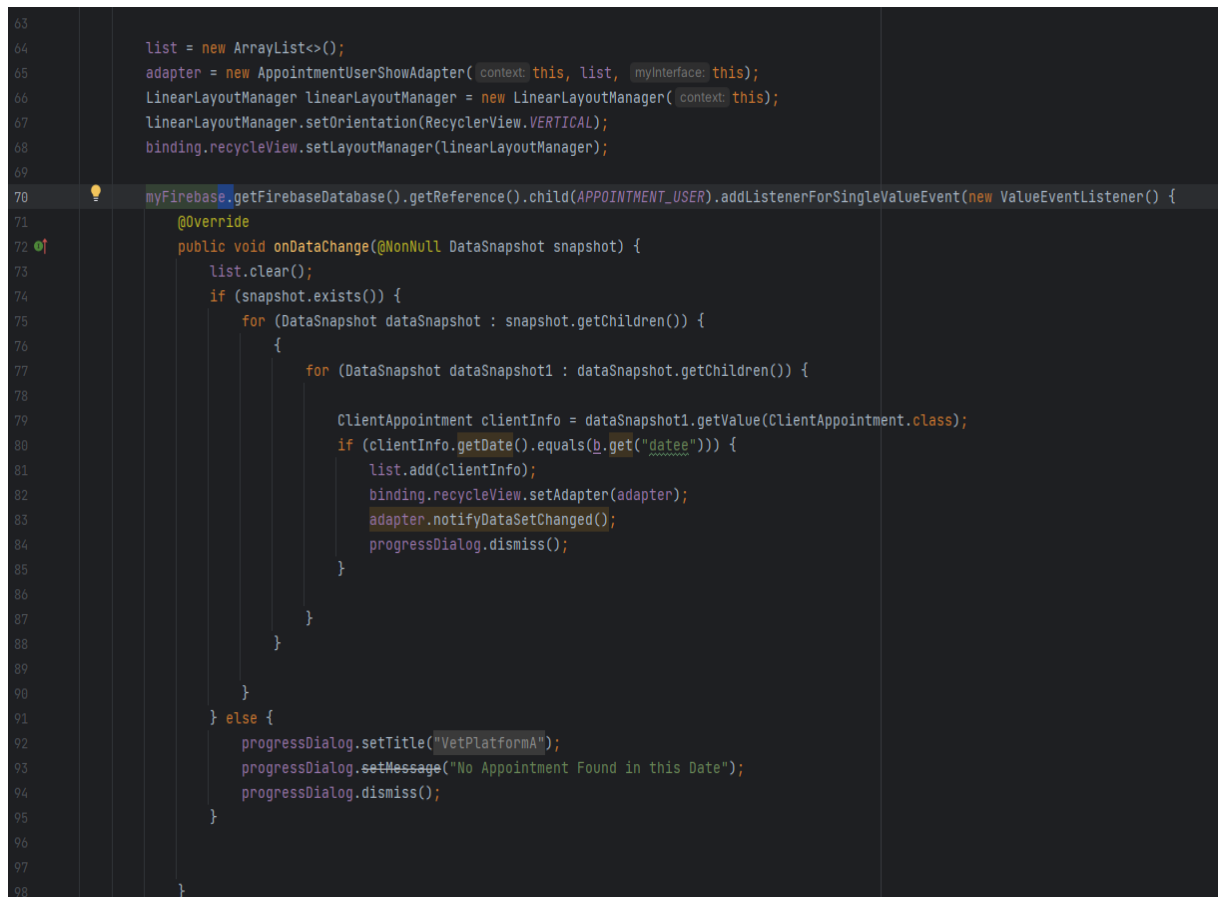 63
64 list = new ArrayList<>();
65 adapter = new AppointmentUserShowAdapter( context: this, list, myInterface: this);
66 LinearLayoutManager linearLayoutManager = new LinearLayoutManager( context: this);
67 linearLayoutManager.setOrientation(RecyclerView.VERTICAL);
68 binding.recycleView.setLayoutManager(linearLayoutManager);
69
70 myFirebase.getFirebaseDatabase().getReference().child(APPOINTMENT_USER).addListenerForSingleValueEvent(new ValueEventListener() {
71 @Override
72 public void onDataChange(@NonNull DataSnapshot snapshot) {
73 list.clear();
74 if (snapshot.exists()) {
75 for (DataSnapshot dataSnapshot : snapshot.getChildren()) {
76 {
77 for (DataSnapshot dataSnapshot1 : dataSnapshot.getChildren()) {
78
79 ClientAppointment clientInfo = dataSnapshot1.getValue(ClientAppointment.class);
80 if (clientInfo.getDate().equals(b.get("datee"))) {
81 list.add(clientInfo);
82 binding.recycleView.setAdapter(adapter);
83 adapter.notifyDataSetChanged();
84 progressDialog.dismiss();
85 }
86
87 }
88 }
89
90 }
91 } else {
92 progressDialog.setTitle("VetPlatformA");
93 progressDialog.setMessage("No Appointment Found in this Date");
94 progressDialog.dismiss();
95 }
96
97
98 }